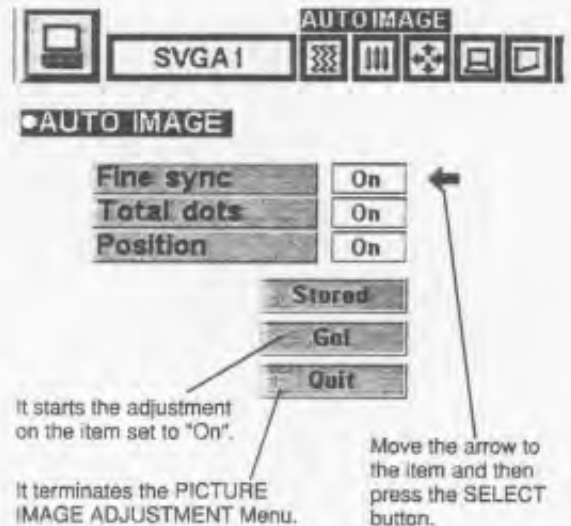 AUTO IMAGE
SVGA 1
•AUTO IMAGE
Fine sync On
Total dots On
Position On
Stored
Go!
Quit
It starts the adjustment
on the item set to "On".
It terminates the PICTURE
IMAGE ADJUSTMENT Menu.
Move the arrow to
the item and then
press the SELECT
button.